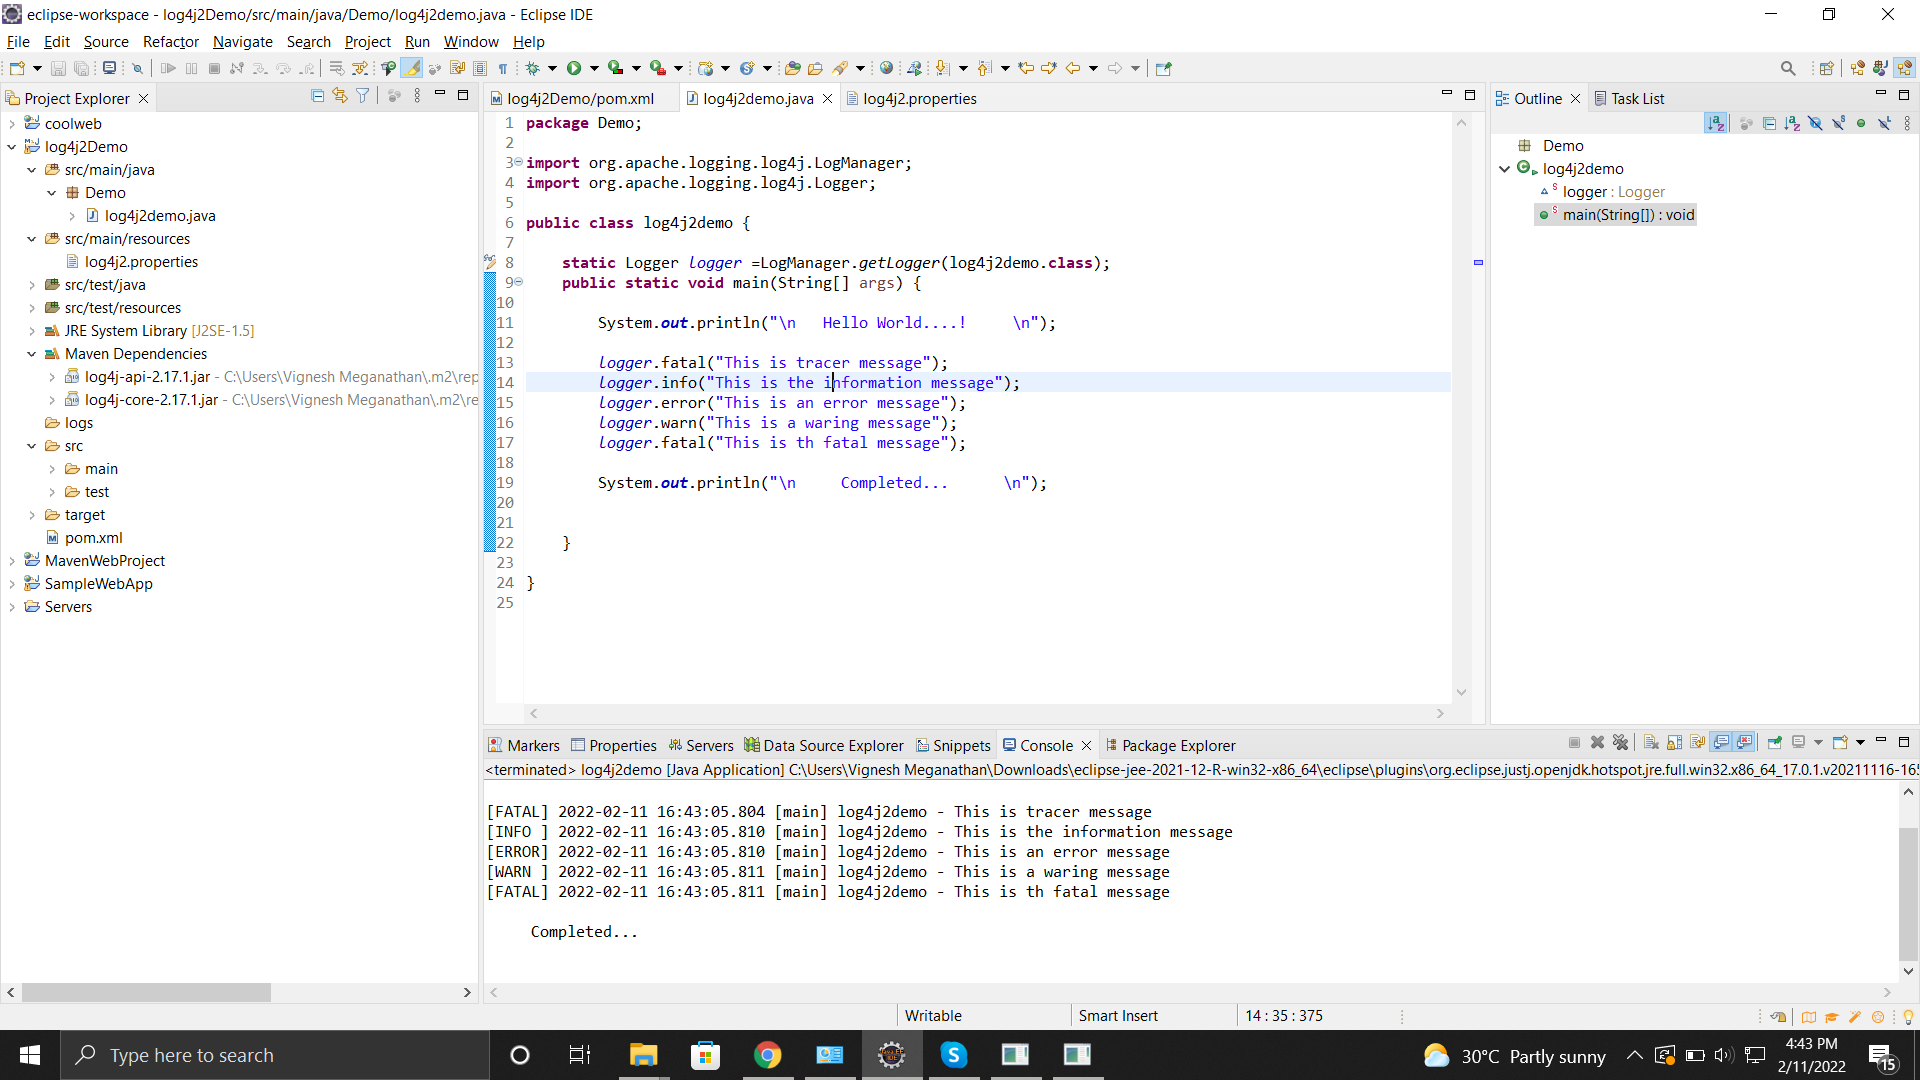 eclipse-workspace - log4j2Demo/src/main/java/Demo/log4j2demo.java - Eclipse IDE
File Edit Source Refactor Navigate Search Project Run Window Help
Project Explorer
coolweb
log4j2Demo
src/main/java
Demo
log4j2demo.java
src/main/resources
log4j2.properties
src/test/java
src/test/resources
JRE System Library [J2SE-1.5]
Maven Dependencies
log4j-api-2.17.1.jar - C:\Users\Vignesh Meganathan\.m2\rep
log4j-core-2.17.1.jar - C:\Users\Vignesh Meganathan\.m2\re
logs
src
main
test
target
pom.xml
MavenWebProject
SampleWebApp
Servers
log4j2Demo/pom.xml log4j2demo.java log4j2.properties
1 package Demo;
2
3 import org.apache.logging.log4j.LogManager;
4 import org.apache.logging.log4j.Logger;
5
6 public class log4j2demo {
7
8 static Logger logger =LogManager.getLogger(log4j2demo.class);
9 public static void main(String[] args) {
10
11 System.out.println("\n   Hello World....!     \n");
12
13 logger.fatal("This is tracer message");
14 logger.info("This is the information message");
15 logger.error("This is an error message");
16 logger.warn("This is a waring message");
17 logger.fatal("This is th fatal message");
18
19 System.out.println("\n     Completed...      \n");
20
21
22 }
23
24 }
25
Outline Task List
Demo
log4j2demo
logger : Logger
main(String[]) : void
Markers Properties Servers Data Source Explorer Snippets Console Package Explorer
<terminated> log4j2demo [Java Application] C:\Users\Vignesh Meganathan\Downloads\eclipse-jee-2021-12-R-win32-x86_64\eclipse\plugins\org.eclipse.justj.openjdk.hotspot.jre.full.win32.x86_64_17.0.1.v20211116-16
[FATAL] 2022-02-11 16:43:05.804 [main] log4j2demo - This is tracer message
[INFO ] 2022-02-11 16:43:05.810 [main] log4j2demo - This is the information message
[ERROR] 2022-02-11 16:43:05.810 [main] log4j2demo - This is an error message
[WARN ] 2022-02-11 16:43:05.811 [main] log4j2demo - This is a waring message
[FATAL] 2022-02-11 16:43:05.811 [main] log4j2demo - This is th fatal message
Completed...
Writable Smart Insert 14 : 35 : 375
Type here to search
30°C Partly sunny
4:43 PM
2/11/2022
15